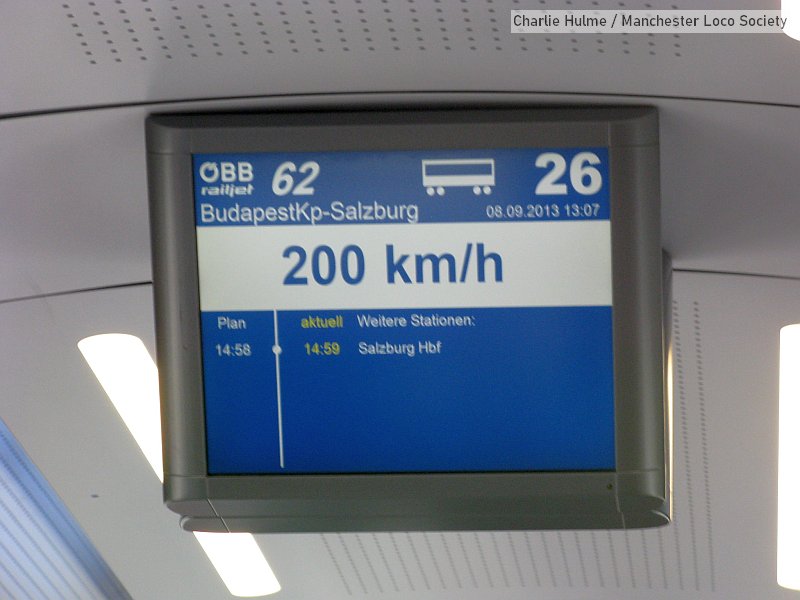 Charlie Hulme / Manchester Loco Society
ÖBB 62 26
railjet
BudapestKp-Salzburg 08.09.2013 13:07
200 km/h
Plan aktuell Weitere Stationen:
14:58 14:59 Salzburg Hbf